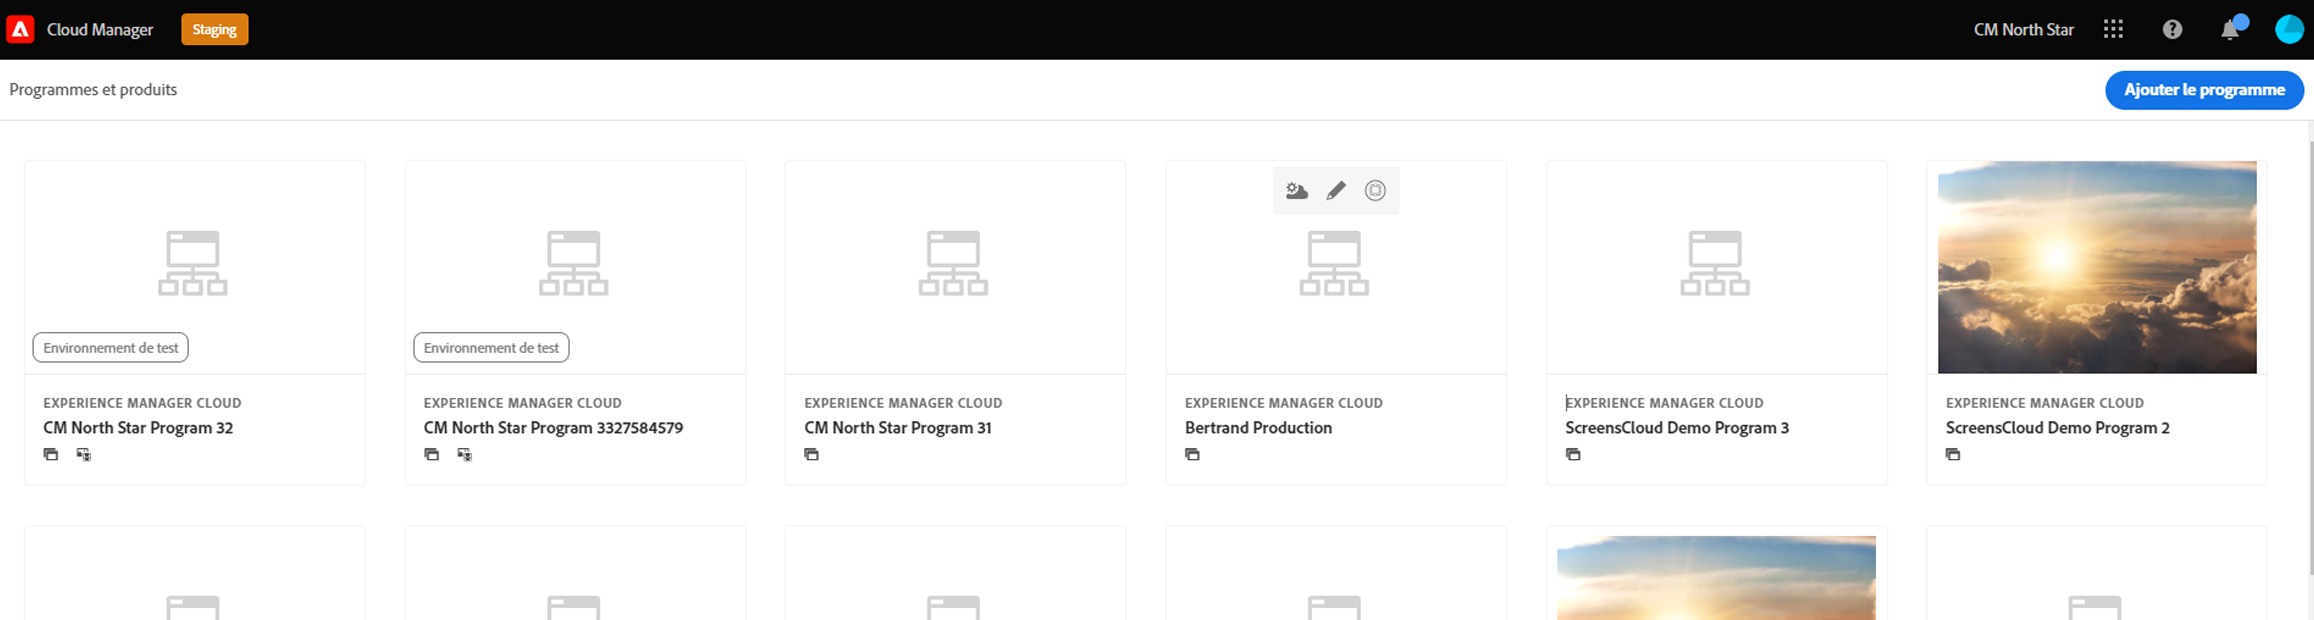 Cloud Manager
Staging
CM North Star
Programmes et produits
Ajouter le programme
Environnement de test
EXPERIENCE MANAGER CLOUD
CM North Star Program 32
Environnement de test
EXPERIENCE MANAGER CLOUD
CM North Star Program 3327584579
EXPERIENCE MANAGER CLOUD
CM North Star Program 31
EXPERIENCE MANAGER CLOUD
Bertrand Production
EXPERIENCE MANAGER CLOUD
ScreensCloud Demo Program 3
EXPERIENCE MANAGER CLOUD
ScreensCloud Demo Program 2